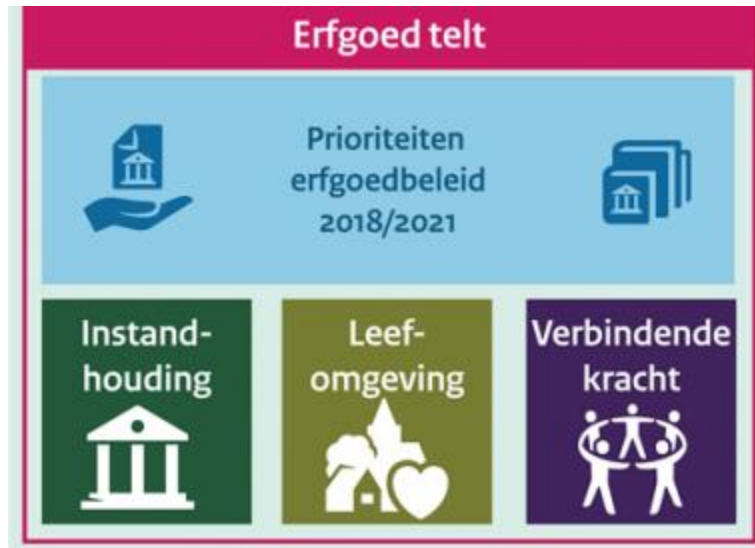 Erfgoed telt
Prioriteiten
erfgoedbeleid
2018/2021
Instand-
houding
Leef-
omgeving
Verbindende
kracht